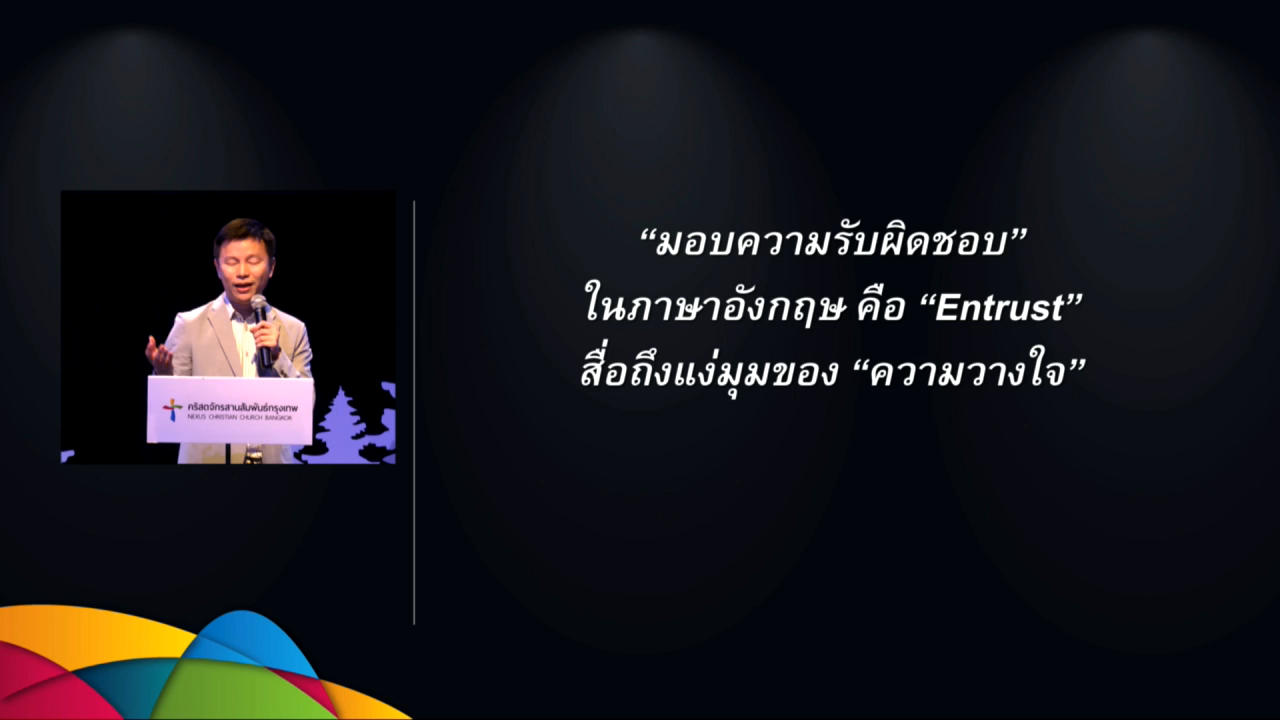 คริสตจักรสานสัมพันธ์กรุงเทพ
NEXUS CHRISTIAN CHURCH BANGKOK
“มอบความรับผิดชอบ”
ในภาษาอังกฤษ คือ “Entrust”
สื่อถึงแง่มุมของ “ความวางใจ”